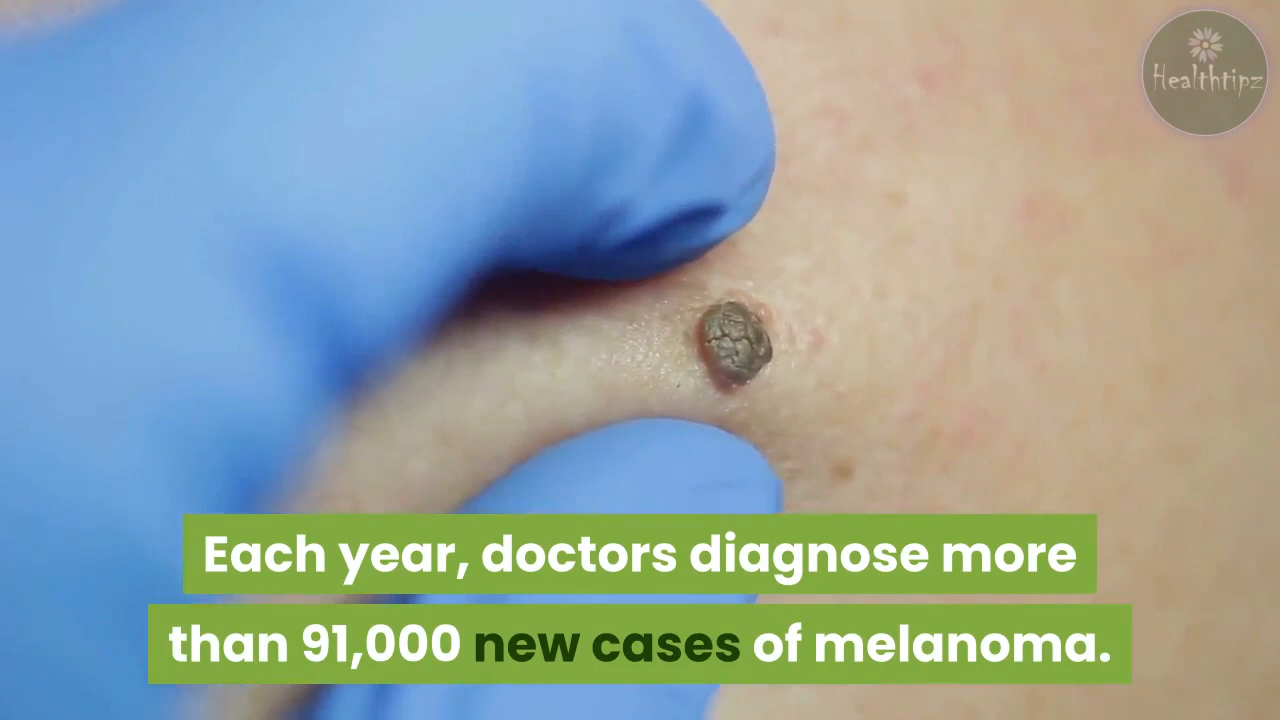 Healthtipz
Each year, doctors diagnose more
than 91,000 new cases of melanoma.